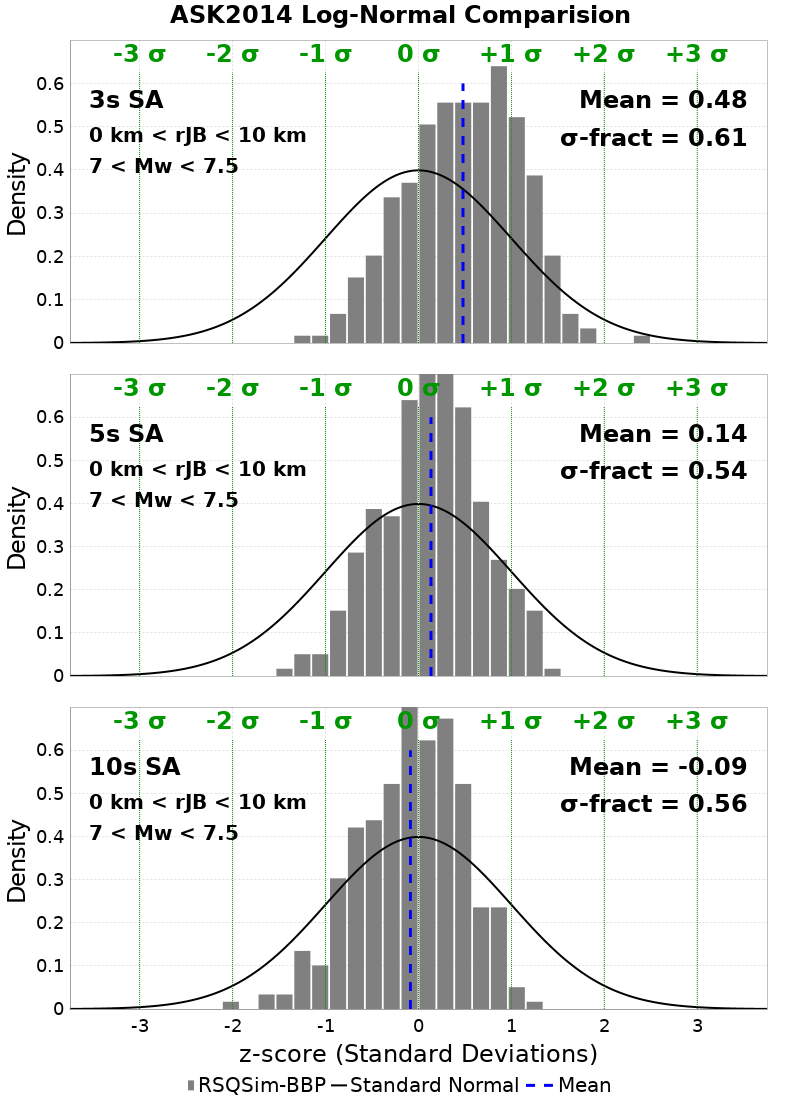 ASK2014 Log-Normal Comparision
-3 σ -2 σ -1 σ 0 σ +1 σ +2 σ +3 σ
3s SA
0 km < rJB < 10 km
7 < Mw < 7.5
Mean = 0.48
σ-fract = 0.61
0.6
0.5
0.4
0.3
0.2
0.1
0
Density
-3 σ -2 σ -1 σ 0 σ +1 σ +2 σ +3 σ
5s SA
0 km < rJB < 10 km
7 < Mw < 7.5
Mean = 0.14
σ-fract = 0.54
0.6
0.5
0.4
0.3
0.2
0.1
0
Density
-3 σ -2 σ -1 σ 0 σ +1 σ +2 σ +3 σ
10s SA
0 km < rJB < 10 km
7 < Mw < 7.5
Mean = -0.09
σ-fract = 0.56
0.6
0.5
0.4
0.3
0.2
0.1
0
Density
-3 -2 -1 0 1 2 3
z-score (Standard Deviations)
RSQSim-BBP Standard Normal Mean